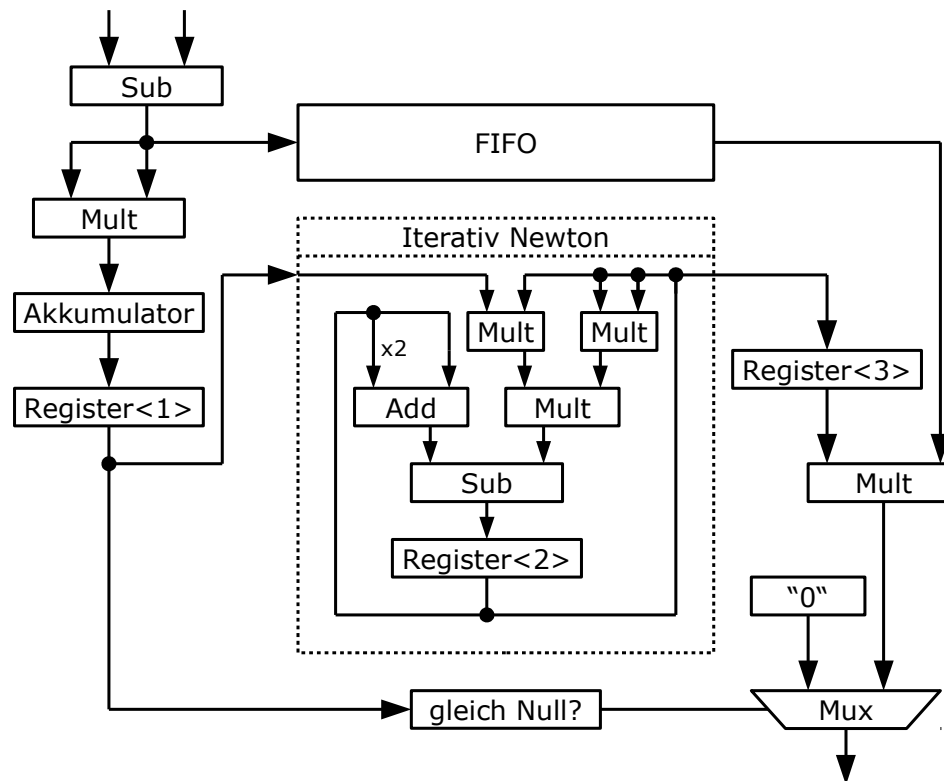 Sub
FIFO
Mult
Iterativ Newton
Akkumulator
Mult
Mult
x2
Register<3>
Register<1>
Add
Mult
Sub
Mult
Register<2>
"0"
gleich Null?
Mux